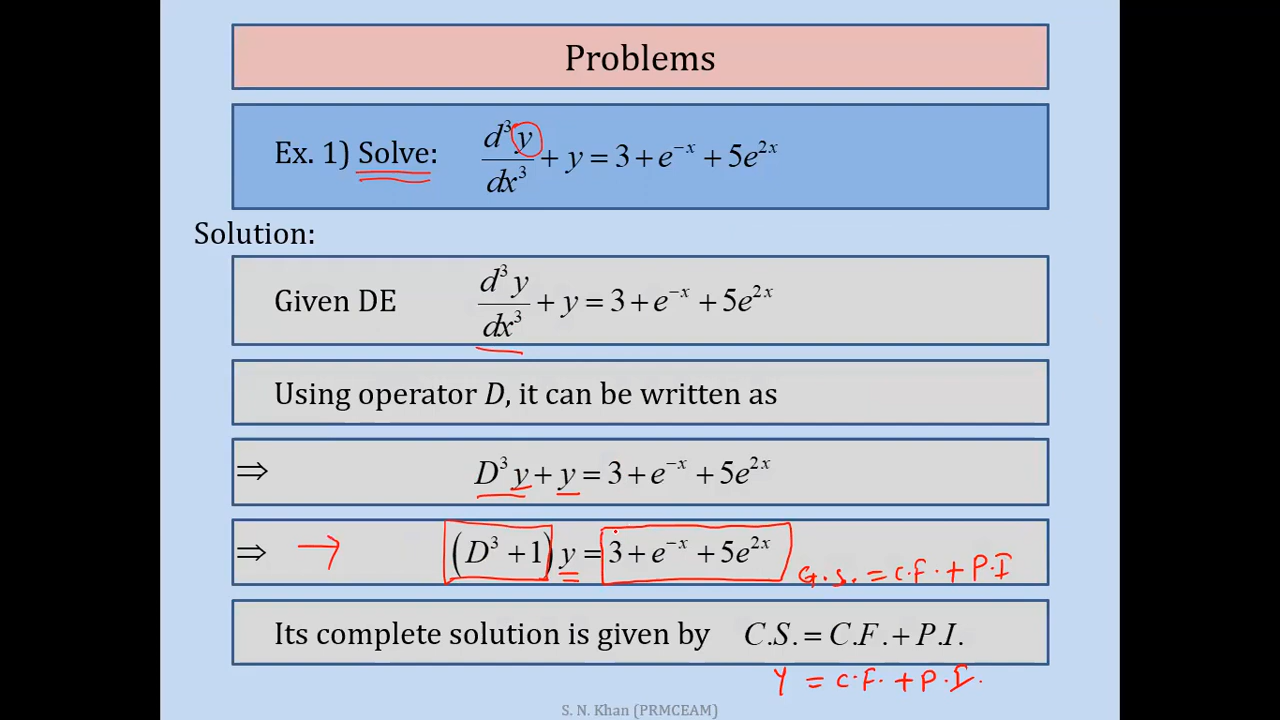 Problems
Ex. 1) Solve: d³y/dx³ + y = 3 + e⁻ˣ + 5e²ˣ
Solution:
Given DE d³y/dx³ + y = 3 + e⁻ˣ + 5e²ˣ
Using operator D, it can be written as
⇒ D³y + y = 3 + e⁻ˣ + 5e²ˣ
⇒ → (D³ + 1) y = 3 + e⁻ˣ + 5e²ˣ
G.S. = C.F. + P.I
Its complete solution is given by C.S. = C.F. + P.I.
Y = C.F. + P.I.
S. N. Khan (PRMCEAM)